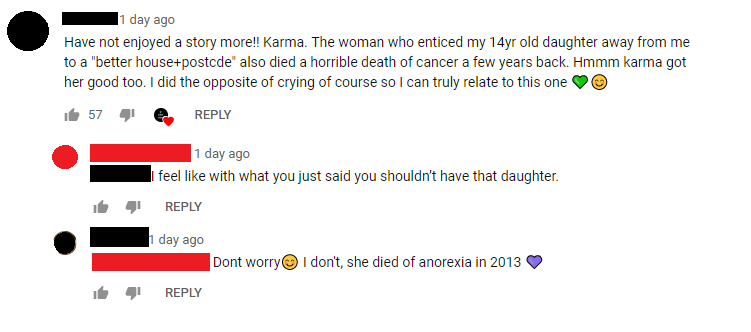 1 day ago
Have not enjoyed a story more!! Karma. The woman who enticed my 14yr old daughter away from me
to a "better house+postcde" also died a horrible death of cancer a few years back. Hmmm karma got
her good too. I did the opposite of crying of course so I can truly relate to this one 💚😊
57 REPLY
1 day ago
I feel like with what you just said you shouldn't have that daughter.
REPLY
1 day ago
Dont worry😊 I don't, she died of anorexia in 2013 💜
REPLY